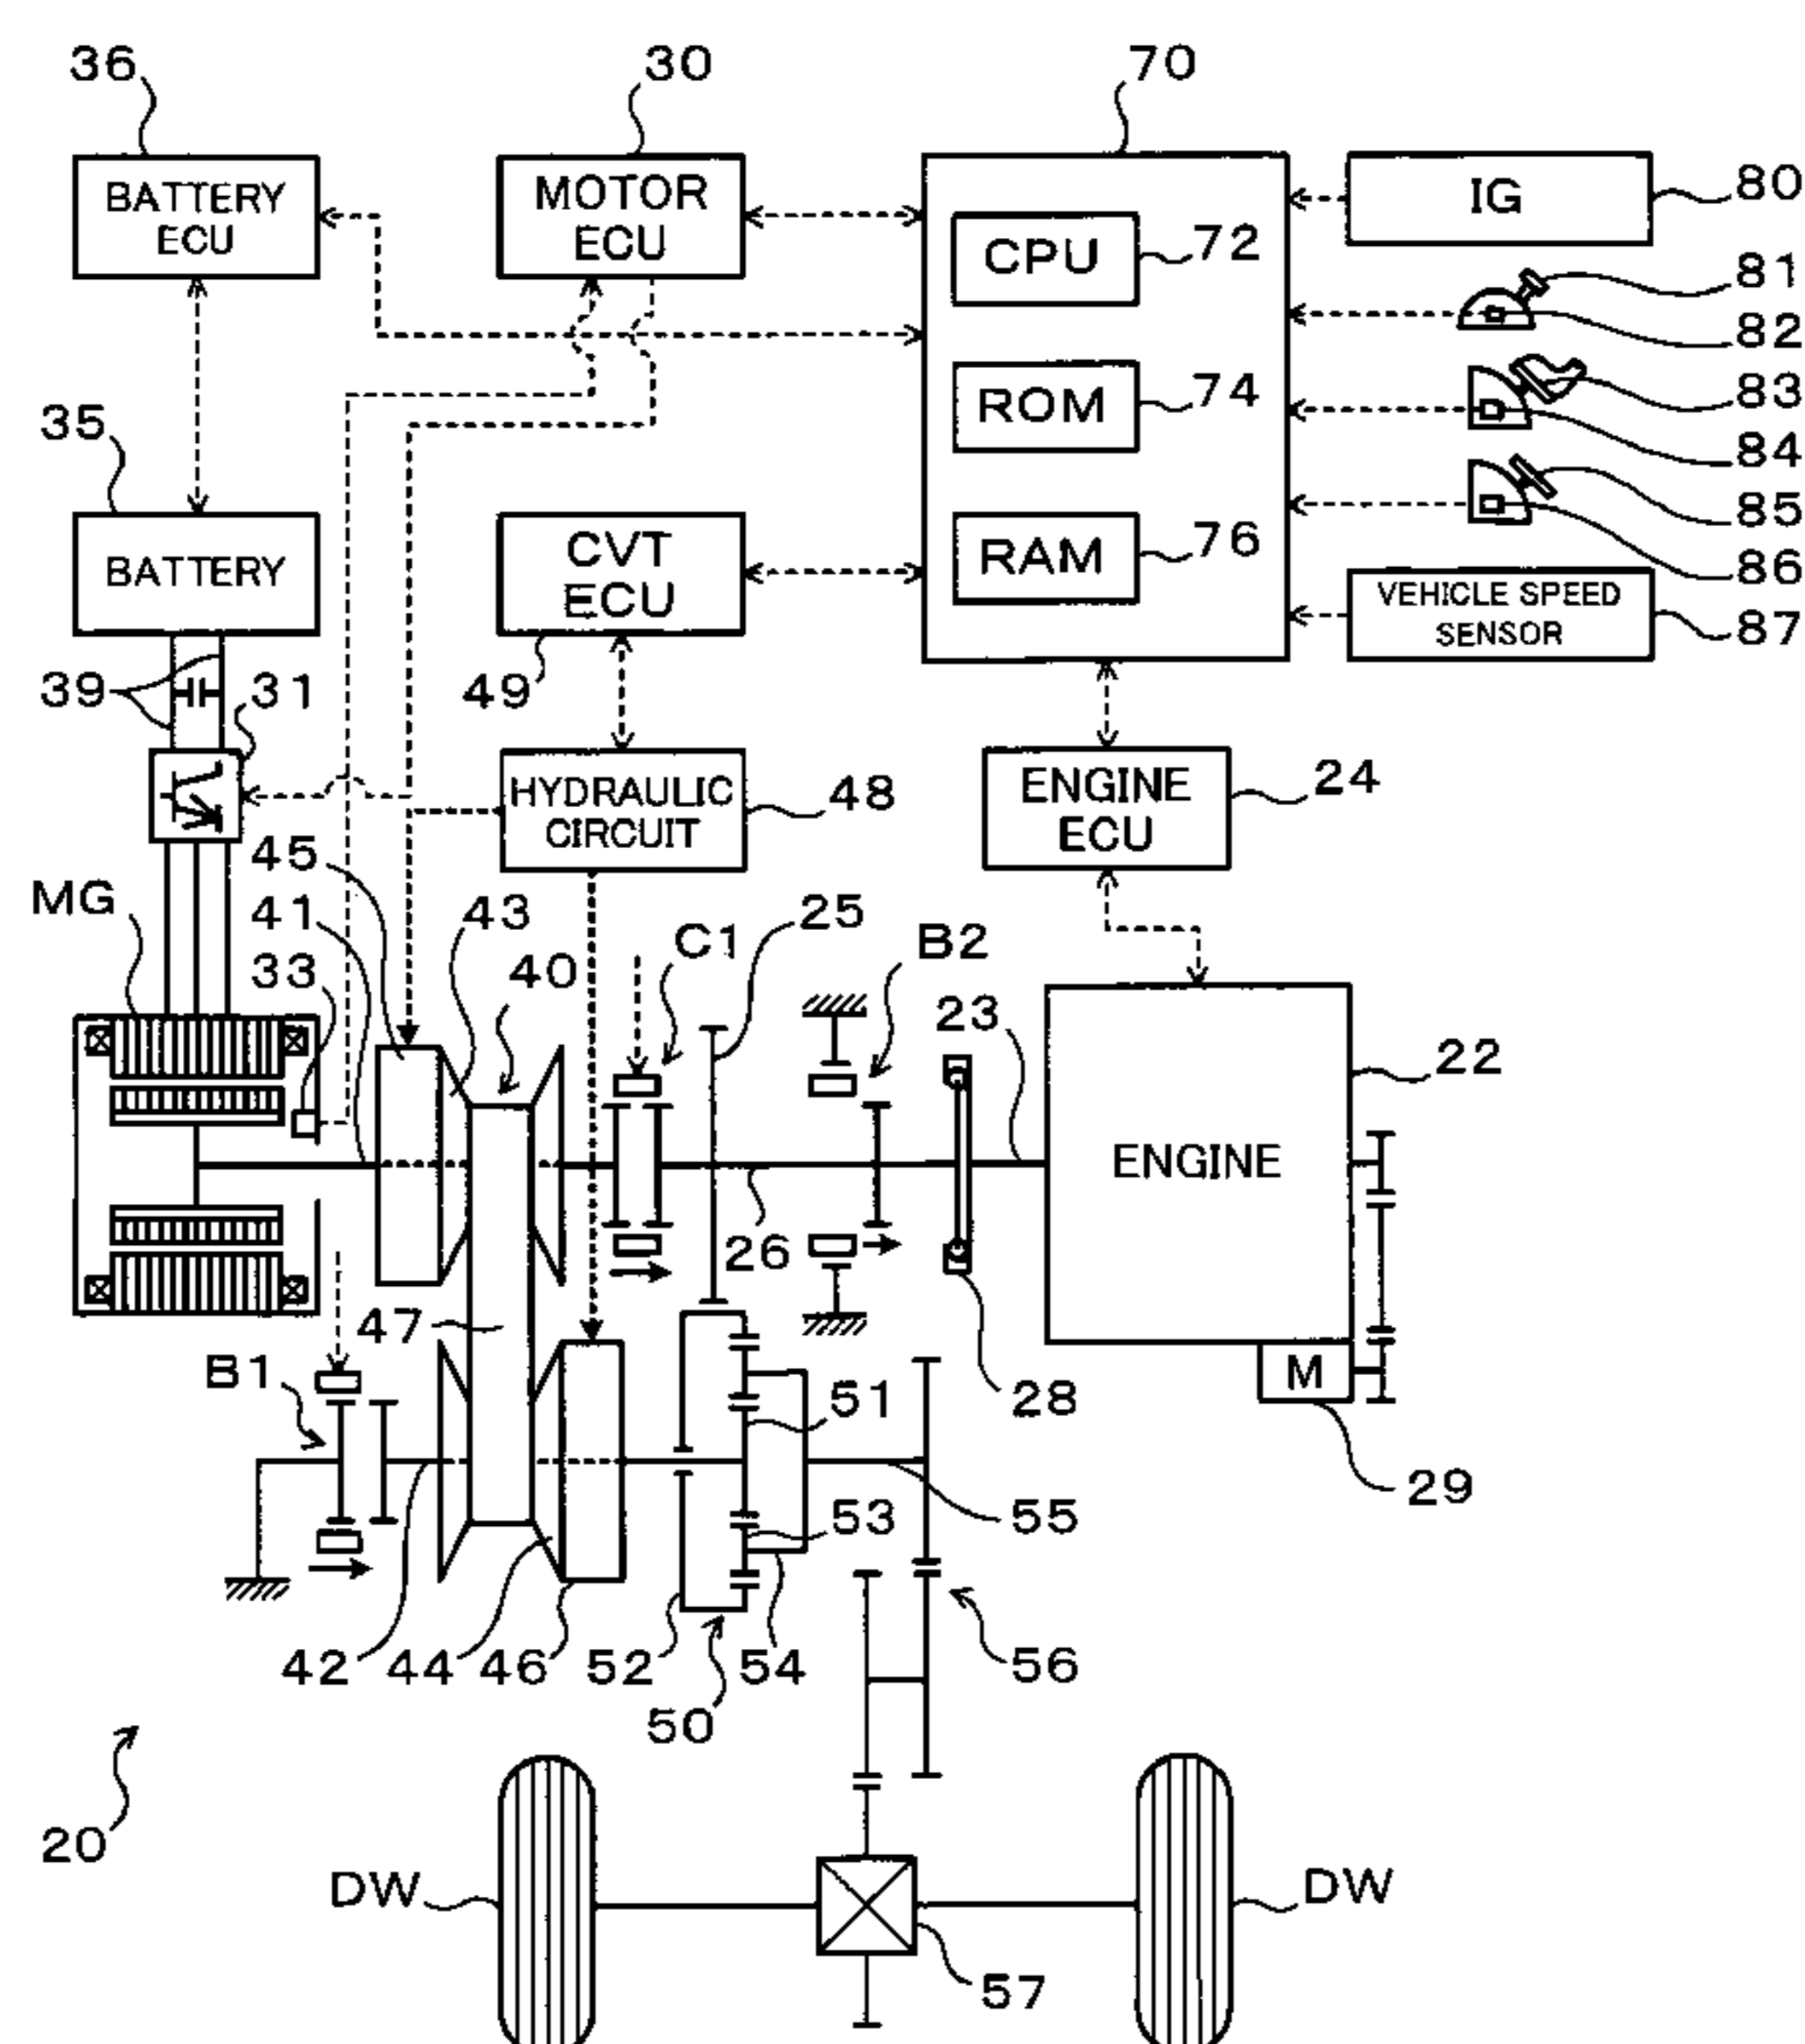 36
30
70
BATTERY
ECU
MOTOR
ECU
IG
80
CPU
72
81
82
ROM
74
83
84
35
BATTERY
CVT
ECU
RAM
76
85
86
VEHICLE SPEED
SENSOR
87
39
31
49
HYDRAULIC
CIRCUIT
48
ENGINE
ECU
24
45
MG
41
43
C1
25
B2
33
40
23
22
ENGINE
26
47
B1
51
28
M
29
53
55
42
44
46
52
54
56
50
20
DW
DW
57